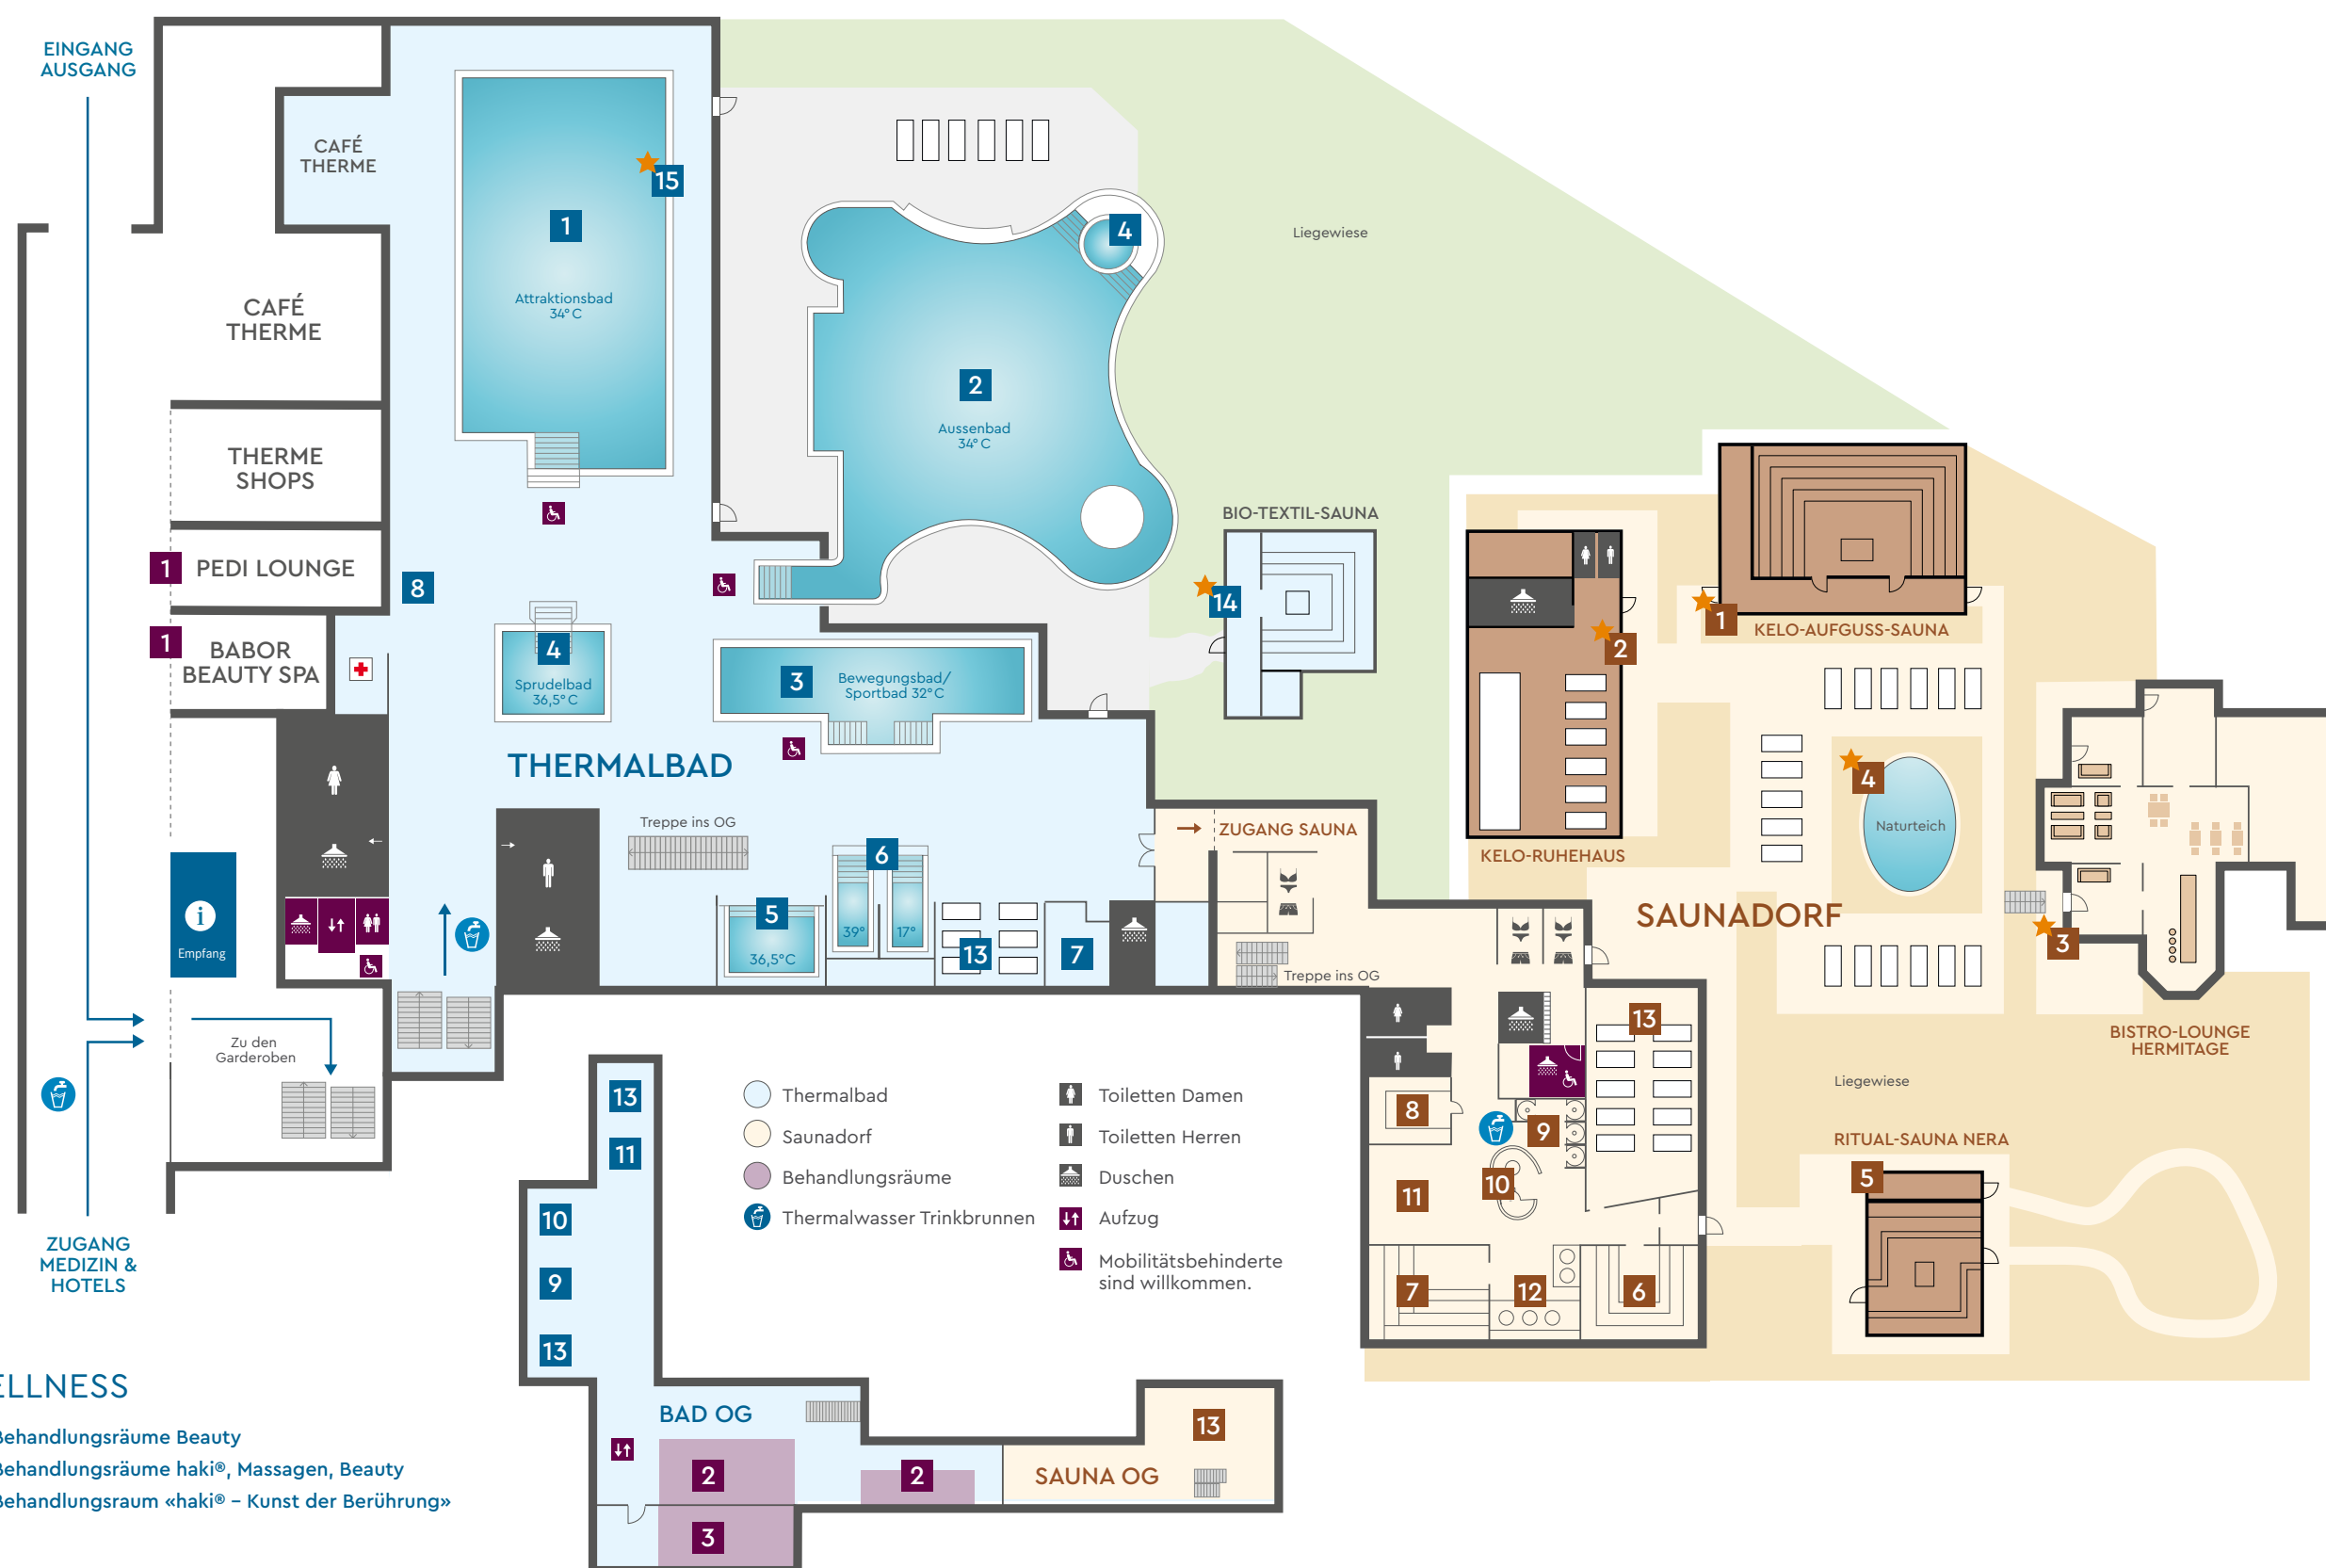 EINGANG
AUSGANG
CAFÉ
THERME
15
1
Attraktionsbad
34° C
4
Liegewiese
2
Aussenbad
34° C
CAFÉ
THERME
THERME
SHOPS
1
PEDI LOUNGE
8
1
BABOR
BEAUTY SPA
4
Sprudelbad
36,5° C
3
Bewegungsbad/
Sportbad 32° C
BIO-TEXTIL-SAUNA
14
2
1
KELO-AUFGUSS-SAUNA
THERMALBAD
4
Naturteich
KELO-RUHEHAUS
Treppe ins OG
ZUGANG SAUNA
6
5
39°
17°
36,5°C
13
7
SAUNADORF
3
i
Empfang
Treppe ins OG
13
BISTRO-LOUNGE
HERMITAGE
Zu den
Garderoben
Liegewiese
RITUAL-SAUNA NERA
5
8
9
10
11
7
12
6
13
11
10
9
13
Thermalbad
Saunadorf
Behandlungsräume
Thermalwasser Trinkbrunnen
Toiletten Damen
Toiletten Herren
Duschen
Aufzug
Mobilitätsbehinderte
sind willkommen.
ZUGANG
MEDIZIN &
HOTELS
ELLNESS
Behandlungsräume Beauty
Behandlungsräume haki®, Massagen, Beauty
Behandlungsraum «haki® – Kunst der Berührung»
BAD OG
2
2
3
SAUNA OG
13